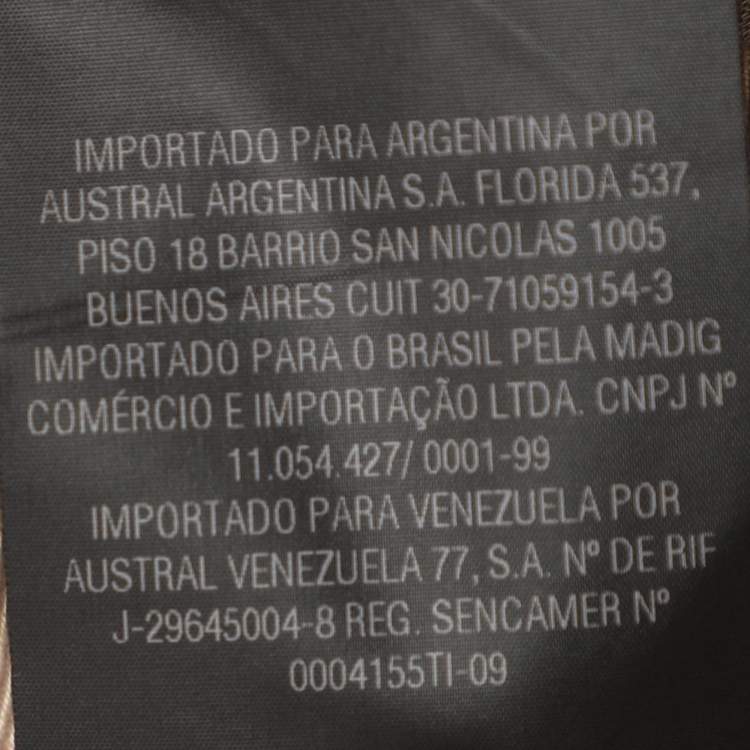 IMPORTADO PARA ARGENTINA POR
AUSTRAL ARGENTINA S.A. FLORIDA 537,
PISO 18 BARRIO SAN NICOLAS 1005
BUENOS AIRES CUIT 30-71059154-3
IMPORTADO PARA O BRASIL PELA MADIG
COMÉRCIO E IMPORTAÇÃO LTDA. CNPJ Nº
11.054.427/ 0001-99
IMPORTADO PARA VENEZUELA POR
AUSTRAL VENEZUELA 77, S.A. Nº DE RIF
J-29645004-8 REG. SENCAMER Nº
0004155TI-09